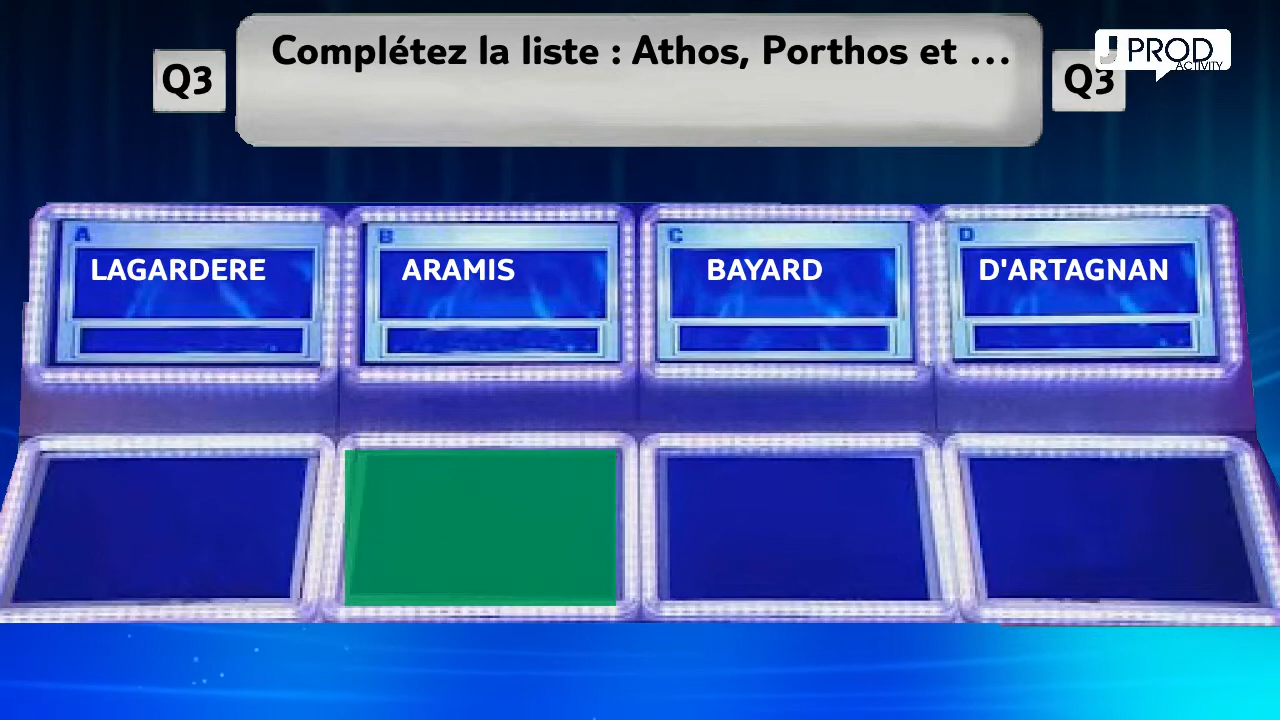 Complétez la liste : Athos, Porthos et ...
Q3
Q3
J PROD
ACTIVITY
A
B
C
D
LAGARDERE
ARAMIS
BAYARD
D'ARTAGNAN